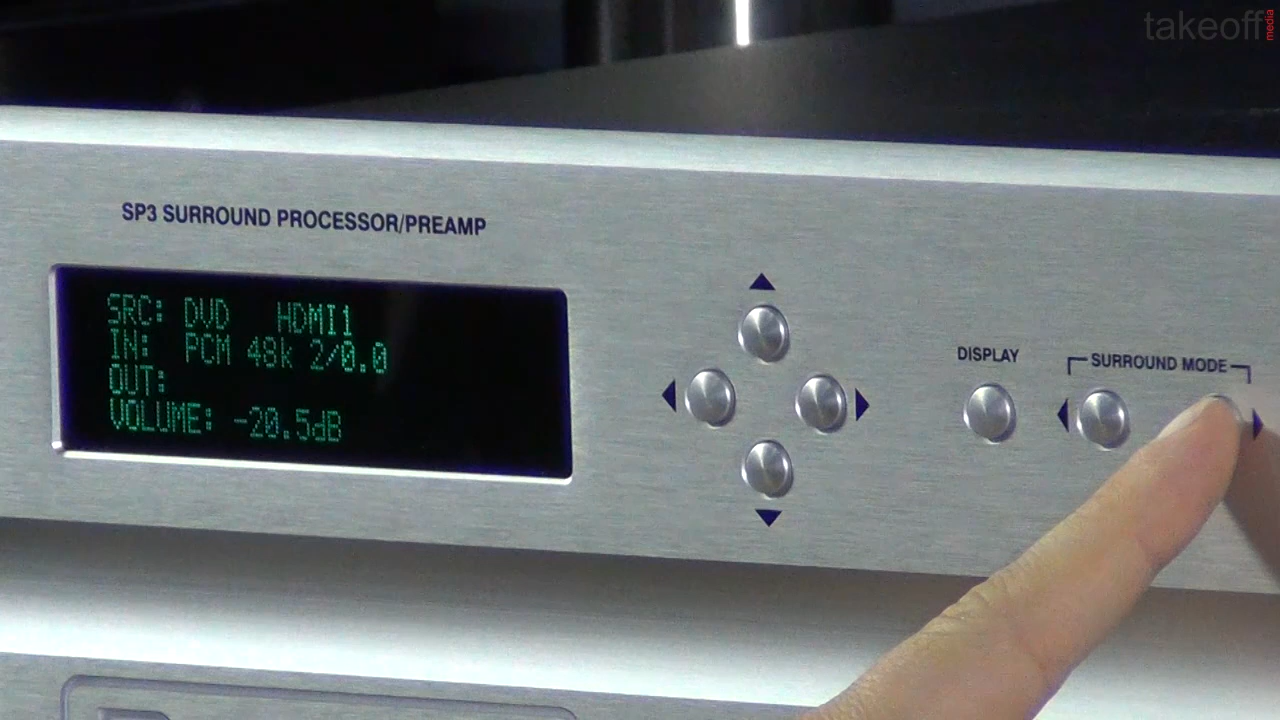 takeoff
media
SP3 SURROUND PROCESSOR/PREAMP
SRC: DVD HDMI1
IN: PCM 48k 2/0.0
OUT:
VOLUME: -20.5dB
DISPLAY
SURROUND MODE